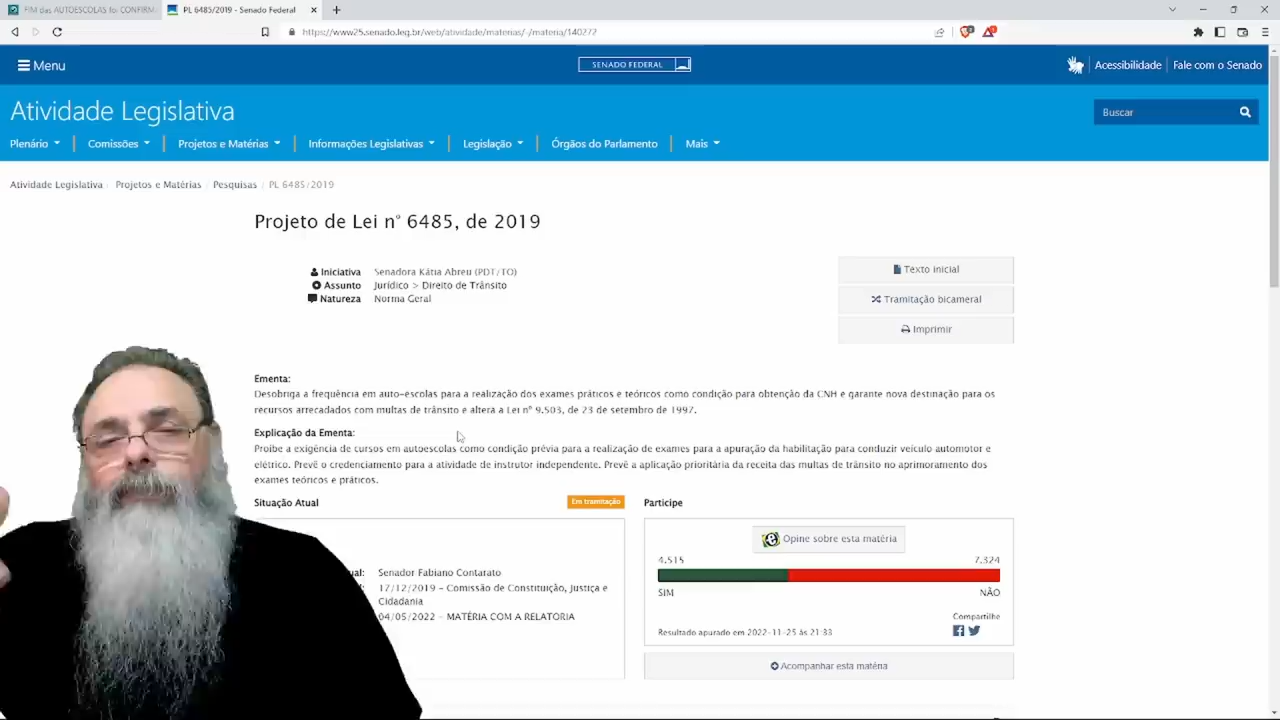 FIM das AUTOESCOLAS foi CONFIRM
PL 6485/2019 - Senado Federal
https://www25.senado.leg.br/web/atividade/materias/-/materia/140272
Menu
SENADO FEDERAL
Acessibilidade
Fale com o Senado
Atividade Legislativa
Buscar
Plenário
Comissões
Projetos e Matérias
Informações Legislativas
Legislação
Órgãos do Parlamento
Mais
Atividade Legislativa / Projetos e Matérias / Pesquisas / PL 6485/2019
Projeto de Lei n° 6485, de 2019
Iniciativa Senadora Kátia Abreu (PDT/TO)
Assunto Jurídico > Direito de Trânsito
Natureza Norma Geral
Texto inicial
Tramitação bicameral
Imprimir
Ementa:
Desobriga a frequência em auto-escolas para a realização dos exames práticos e teóricos como condição para obtenção da CNH e garante nova destinação para os
recursos arrecadados com multas de trânsito e altera a Lei nº 9.503, de 23 de setembro de 1997.
Explicação da Ementa:
Proíbe a exigência de cursos em autoescolas como condição prévia para a realização de exames para a apuração da habilitação para conduzir veículo automotor e
elétrico. Prevê o credenciamento para a atividade de instrutor independente. Prevê a aplicação prioritária da receita das multas de trânsito no aprimoramento dos
exames teóricos e práticos.
Situação Atual
Em tramitação
Participe
Opine sobre esta matéria
4.515
7.324
SIM
NÃO
Compartilhe
Resultado apurado em 2022-11-25 às
Acompanhar esta matéria
Senador Fabiano Contarato
17/12/2019 - Comissão de Constituição, Justiça e
Cidadania
04/05/2022 - MATÉRIA COM A RELATORIA